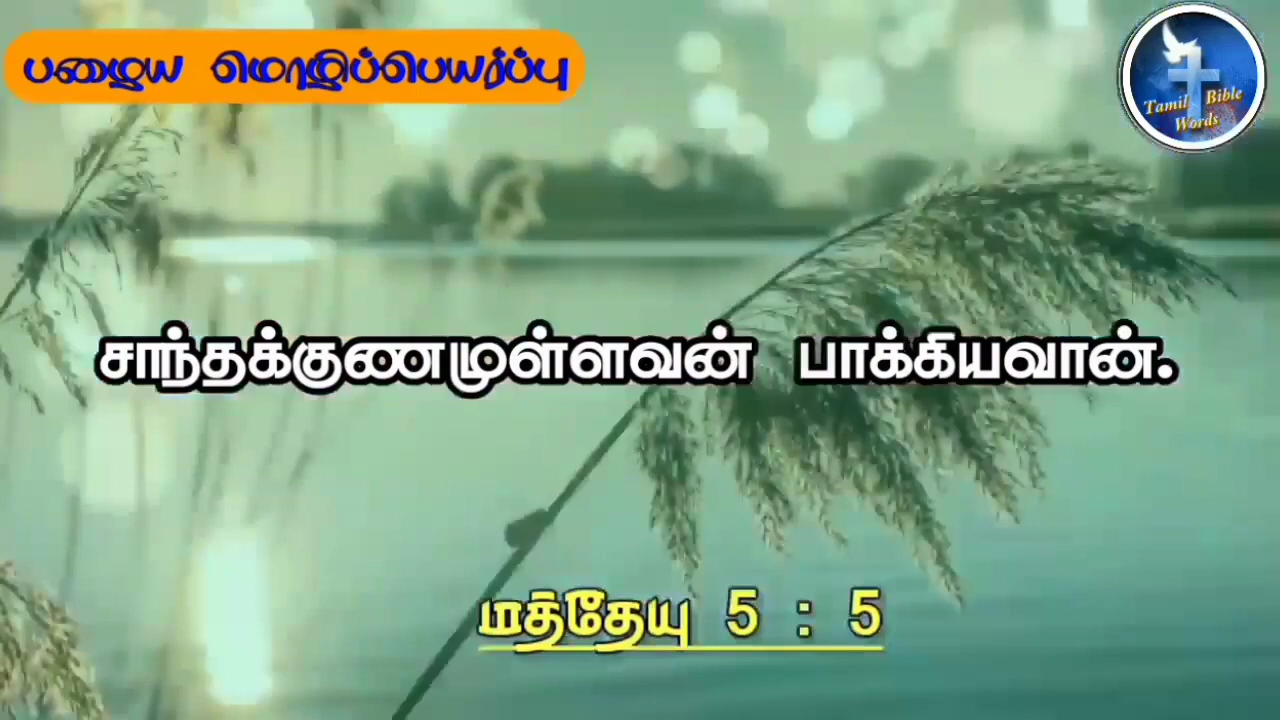 பழைய மொழிப்பெயர்ப்பு
Tamil Bible
Words
சாந்தக்குணமுள்ளவன் பாக்கியவான்.
மத்தேயு 5 : 5